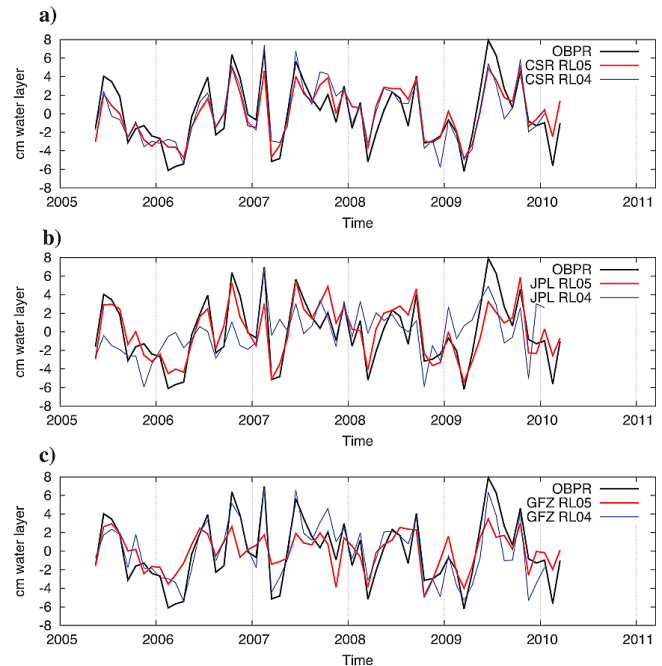 a)
8
6
4
2
0
-2
-4
-6
-8
cm water layer
OBPR
CSR RL05
CSR RL04
2005 2006 2007 2008 2009 2010 2011
Time
b)
8
6
4
2
0
-2
-4
-6
-8
cm water layer
OBPR
JPL RL05
JPL RL04
2005 2006 2007 2008 2009 2010 2011
Time
c)
8
6
4
2
0
-2
-4
-6
-8
cm water layer
OBPR
GFZ RL05
GFZ RL04
2005 2006 2007 2008 2009 2010 2011
Time